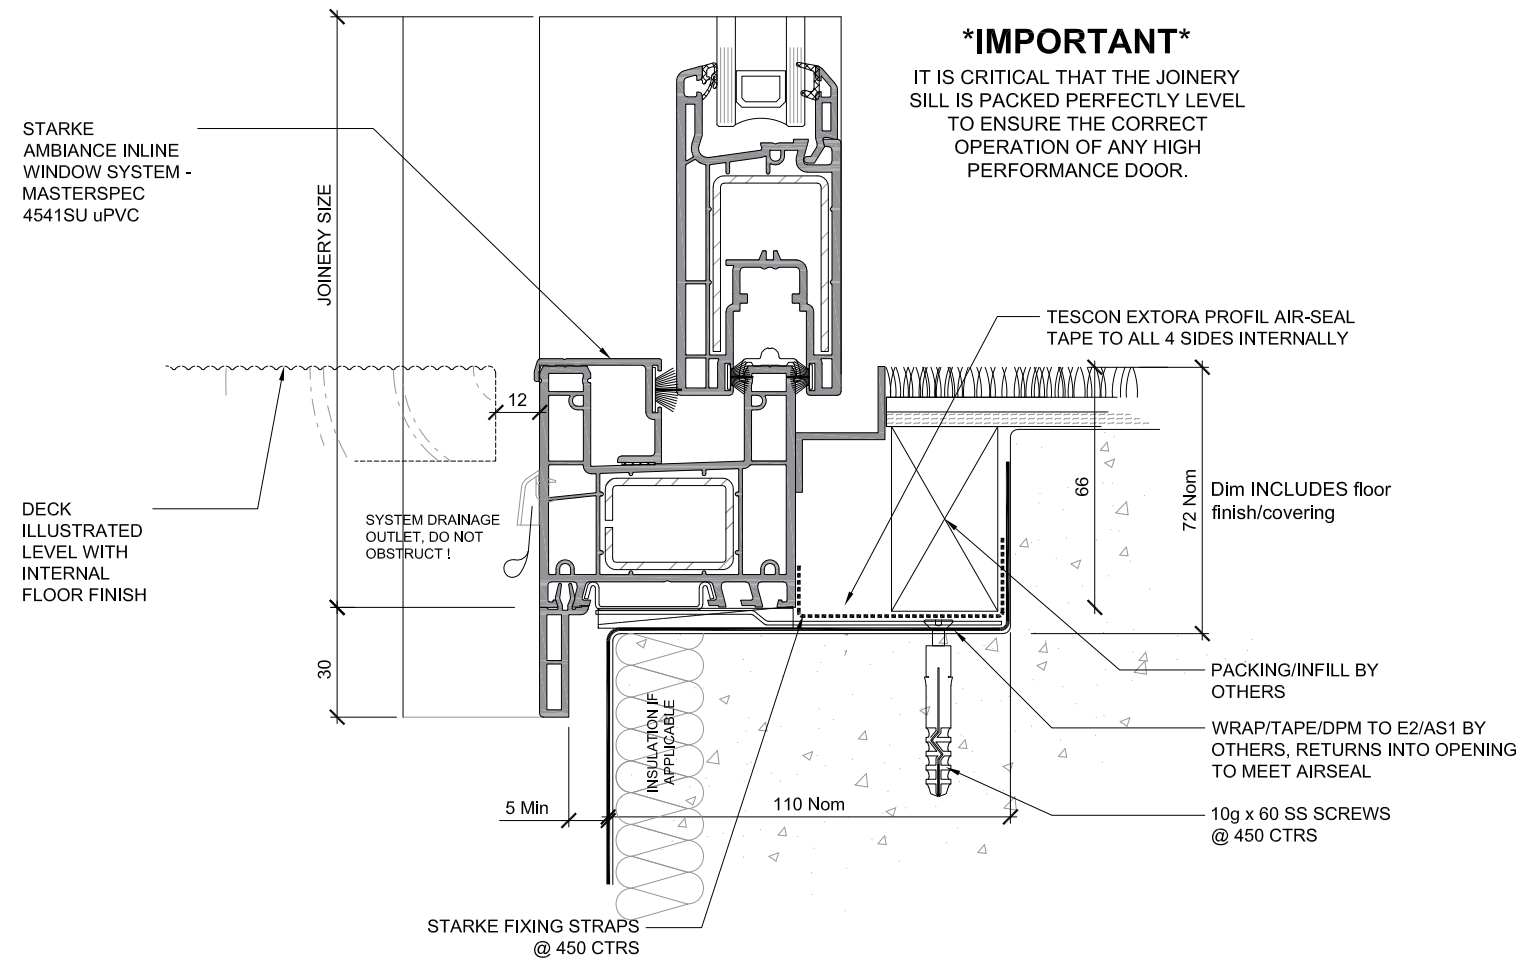 *IMPORTANT*
IT IS CRITICAL THAT THE JOINERY
SILL IS PACKED PERFECTLY LEVEL
TO ENSURE THE CORRECT
OPERATION OF ANY HIGH
PERFORMANCE DOOR.
STARKE
AMBIANCE INLINE
WINDOW SYSTEM -
MASTERSPEC
4541SU uPVC
JOINERY SIZE
TESCON EXTORA PROFIL AIR-SEAL
TAPE TO ALL 4 SIDES INTERNALLY
12
66
72 Nom
Dim INCLUDES floor
finish/covering
DECK
ILLUSTRATED
LEVEL WITH
INTERNAL
FLOOR FINISH
SYSTEM DRAINAGE
OUTLET, DO NOT
OBSTRUCT !
30
PACKING/INFILL BY
OTHERS
INSULATION IF
APPLICABLE
WRAP/TAPE/DPM TO E2/AS1 BY
OTHERS, RETURNS INTO OPENING
TO MEET AIRSEAL
5 Min
110 Nom
10g x 60 SS SCREWS
@ 450 CTRS
STARKE FIXING STRAPS
@ 450 CTRS